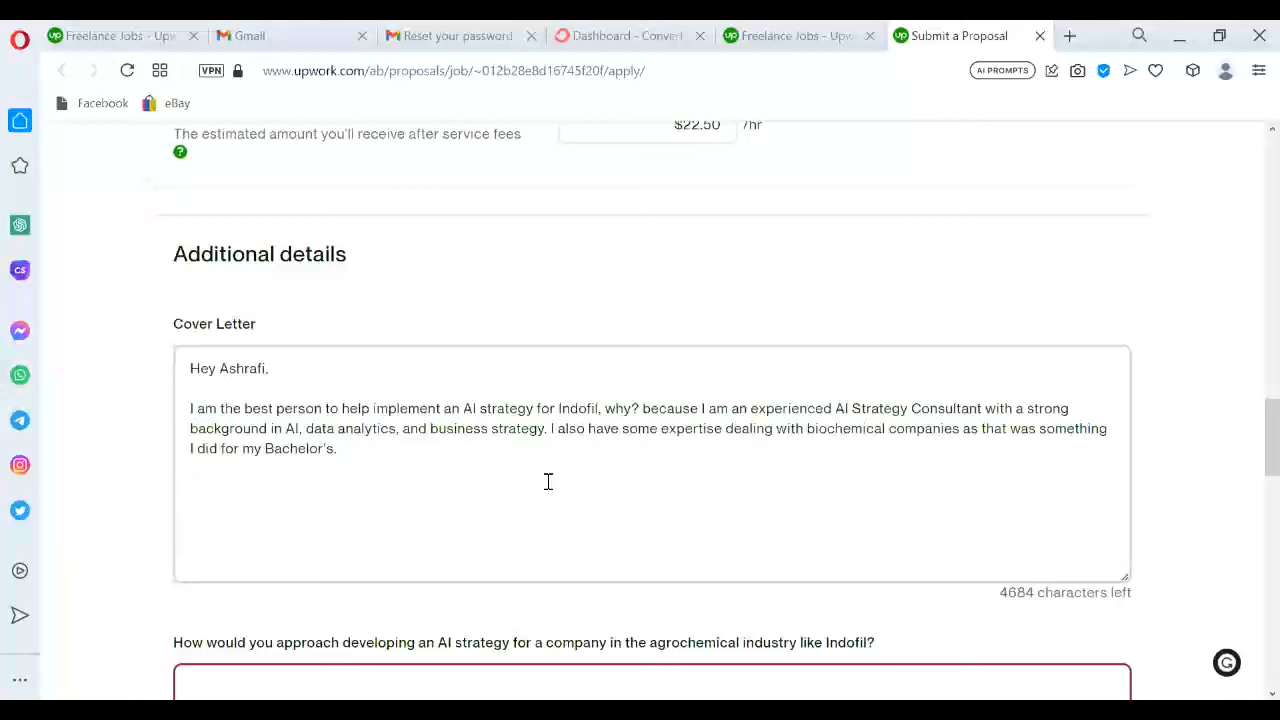 Freelance Jobs - Upw
Gmail
Reset your password
Dashboard - Convert
Freelance Jobs - Upw
Submit a Proposal
VPN
www.upwork.com/ab/proposals/job/~012b28e8d16745f20f/apply/
AI PROMPTS
Facebook
eBay
The estimated amount you'll receive after service fees
$22.50 /hr
Additional details
Cover Letter
Hey Ashrafi,
I am the best person to help implement an AI strategy for Indofil, why? because I am an experienced AI Strategy Consultant with a strong
background in AI, data analytics, and business strategy. I also have some expertise dealing with biochemical companies as that was something
I did for my Bachelor's.
4684 characters left
How would you approach developing an AI strategy for a company in the agrochemical industry like Indofil?